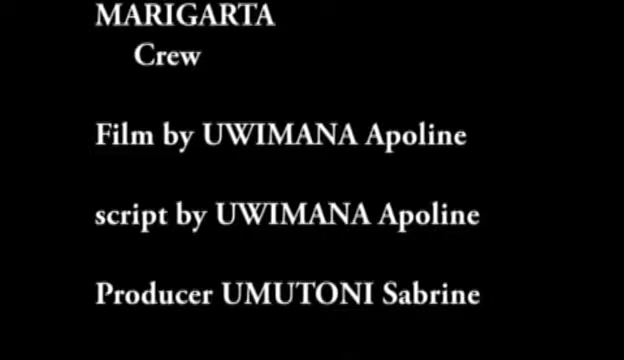 MARIGARTA
Crew
Film by UWIMANA Apoline
script by UWIMANA Apoline
Producer UMUTONI Sabrine